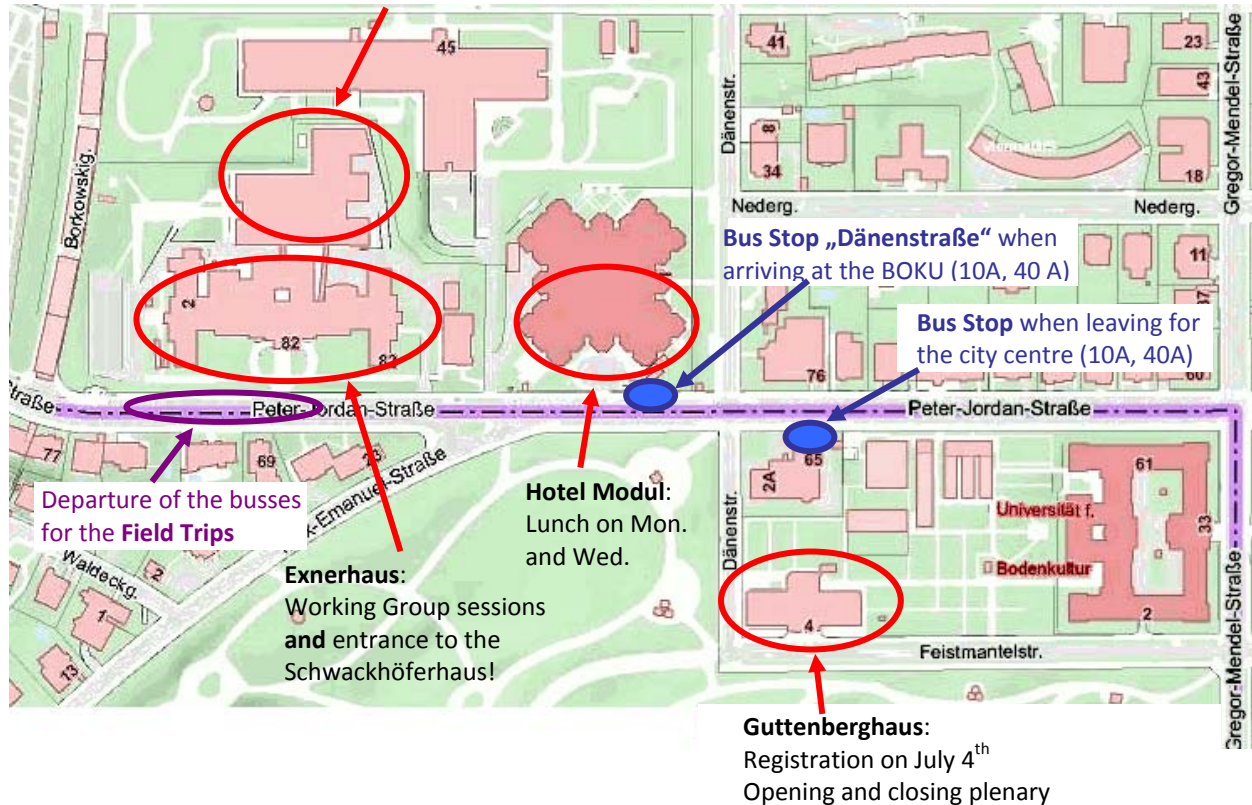 45
41
23
43
Dänenstr.
8
34
18
Gregor-Mendel-Straße
Borkowskig.
Nederg.
Nederg.
Bus Stop „Dänenstraße“ when
arriving at the BOKU (10A, 40 A)
11
37
2
82
82
Bus Stop when leaving for
the city centre (10A, 40A)
76
60
Straße
Peter-Jordan-Straße
Peter-Jordan-Straße
77
69
23
65
2A
61
33
Departure of the busses
for the Field Trips
k-Emanuel-Straße
Hotel Modul:
Lunch on Mon.
and Wed.
Dänenstr.
Universität f.
Bodenkultur
Waldeckg.
2
1
13
Exnerhaus:
Working Group sessions
and entrance to the
Schwackhöferhaus!
4
2
Feistmantelstr.
Gregor-Mendel-Straße
Guttenberghaus:
Registration on July 4th
Opening and closing plenary